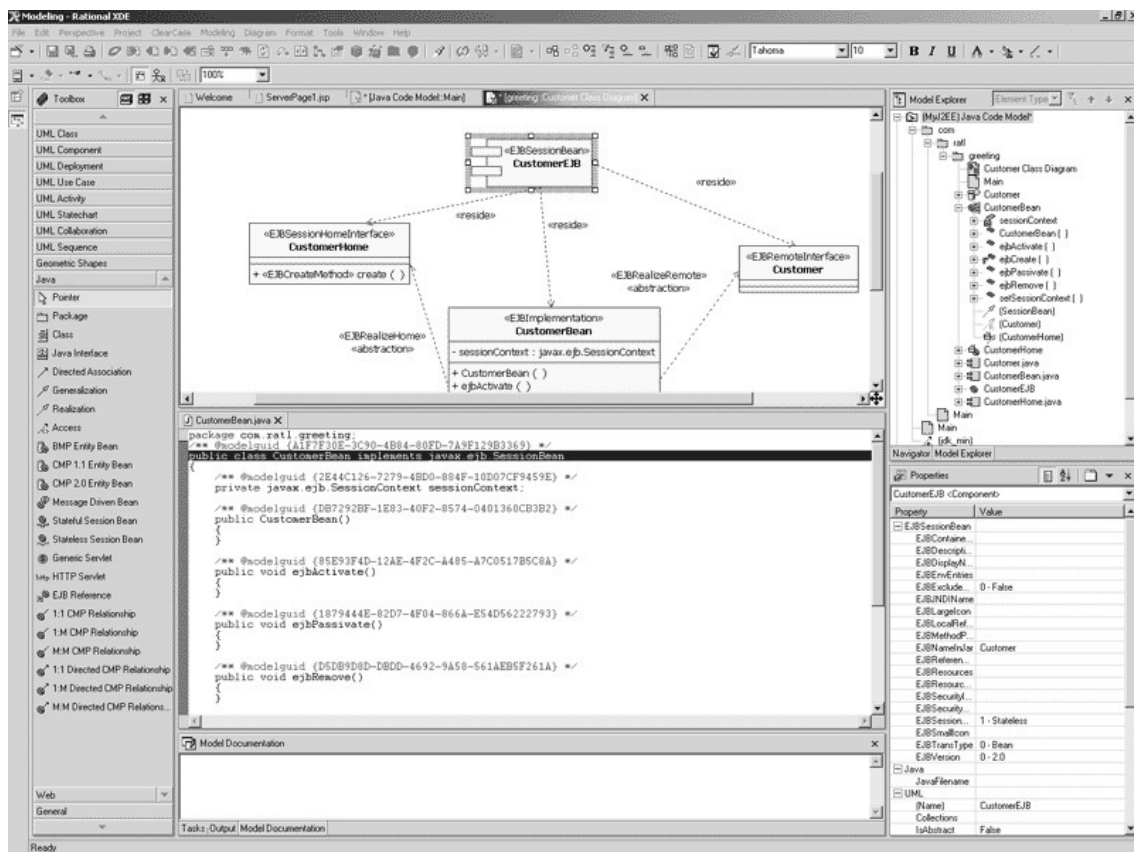 Modeling - Rational XDE
File Edit Perspective Project ClearCase Modeling Diagram Format Tools Window Help
Tahoma 10 B I U A
100%
Toolbox
UML Class
UML Component
UML Deployment
UML Use Case
UML Activity
UML Statechart
UML Collaboration
UML Sequence
Geometric Shapes
Java
Pointer
Package
Class
Java Interface
Directed Association
Generalization
Realization
Access
BMP Entity Bean
CMP 1.1 Entity Bean
CMP 2.0 Entity Bean
Message Driven Bean
Stateful Session Bean
Stateless Session Bean
Generic Servlet
http HTTP Servlet
EJB Reference
1:1 CMP Relationship
1:M CMP Relationship
M:M CMP Relationship
1:1 Directed CMP Relationship
1:M Directed CMP Relationship
M:M Directed CMP Relations...
Web
General
Welcome ServerPage1.jsp * [Java Code Model::Main] * [greeting::Customer Class Diagram]
«EJBSessionBean»
CustomerEJB
«reside»
«reside»
«reside»
«EJBSessionHomeInterface»
CustomerHome
+ «EJBCreateMethod» create ( )
«EJBRemoteInterface»
Customer
«EJBRealizeRemote»
«abstraction»
«EJBRealizeHome»
«abstraction»
«EJBImplementation»
CustomerBean
- sessionContext : javax.ejb.SessionContext
+ CustomerBean ( )
+ ejbActivate ( )
CustomerBean.java
package com.ratl.greeting;
/** @modelguid {A1F7F30E-3C90-4B84-80FD-7A9F129B3369} */
public class CustomerBean implements javax.ejb.SessionBean
{
/** @modelguid {2E44C126-7279-4BD0-884F-10D07CF9459E} */
private javax.ejb.SessionContext sessionContext;
/** @modelguid {DB7292BF-1E83-40F2-8574-0401360CB3B2} */
public CustomerBean()
{
}
/** @modelguid {85E93F4D-12AE-4F2C-A485-A7C0517B5C8A} */
public void ejbActivate()
{
}
/** @modelguid {1879444E-82D7-4F04-866A-E54D56222793} */
public void ejbPassivate()
{
}
/** @modelguid {D5DB9D8D-DBDD-4692-9A58-561AEB5F261A} */
public void ejbRemove()
{
}
Model Documentation
Tasks Output Model Documentation
Model Explorer Element Type
(MyJ2EE) Java Code Model*
com
ratl
greeting
Customer Class Diagram
Main
Customer
CustomerBean
sessionContext
CustomerBean ( )
ejbActivate ( )
ejbCreate ( )
ejbPassivate ( )
ejbRemove ( )
setSessionContext ( )
(SessionBean)
(Customer)
(CustomerHome)
CustomerHome
Customer.java
CustomerBean.java
CustomerEJB
CustomerHome.java
Main
Main
(jdk_min)
Navigator Model Explorer
Properties
CustomerEJB <Component>
Property Value
EJBSessionBean
EJBContaine...
EJBDescripti...
EJBDisplayN...
EJBEnvEntries
EJBExclude... 0 - False
EJBJNDIName
EJBLargeIcon
EJBLocalRef...
EJBMethodP...
EJBNameInJar Customer
EJBReferen...
EJBResources
EJBResourc...
EJBSecurityI...
EJBSecurity...
EJBSession... 1 - Stateless
EJBSmallIcon
EJBTransType 0 - Bean
EJBVersion 0 - 2.0
Java
JavaFilename
UML
(Name) CustomerEJB
Collections
IsAbstract False
Ready